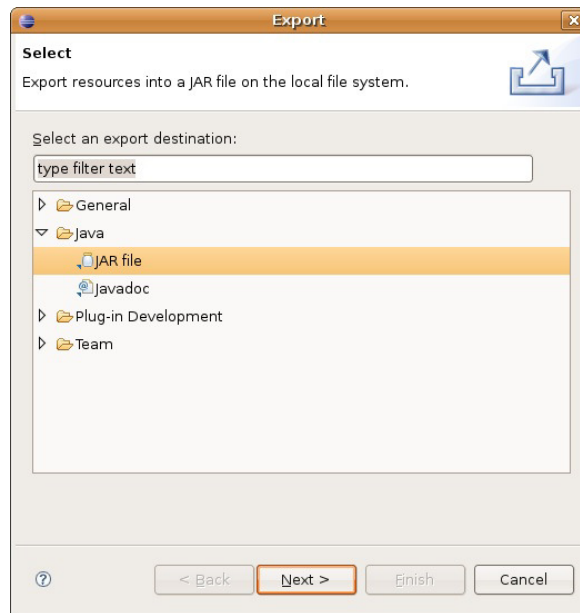 Export
Select
Export resources into a JAR file on the local file system.
Select an export destination:
type filter text
General
Java
JAR file
Javadoc
Plug-in Development
Team
< Back Next > Finish Cancel